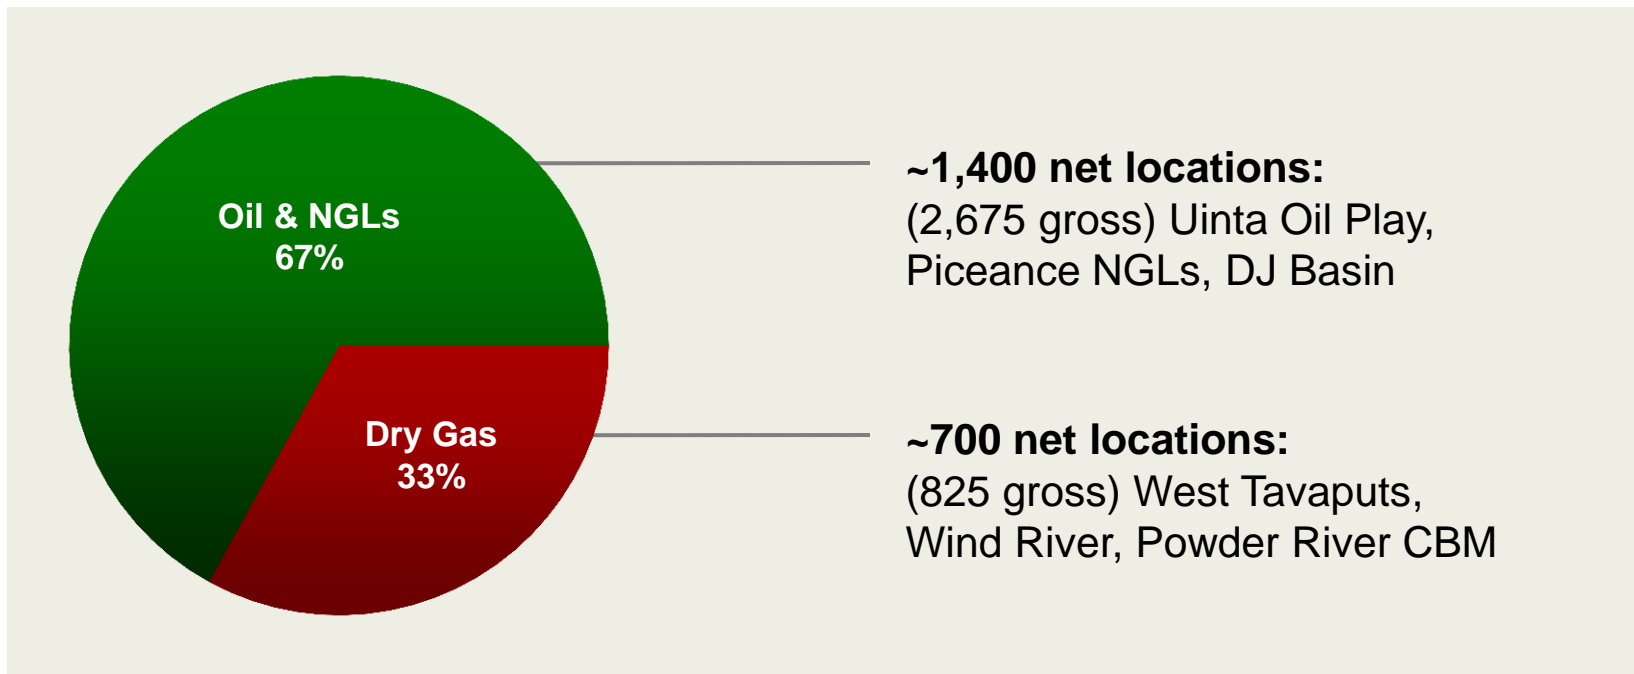 Oil & NGLs
67%
Dry Gas
33%
~1,400 net locations:
(2,675 gross) Uinta Oil Play,
Piceance NGLs, DJ Basin
~700 net locations:
(825 gross) West Tavaputs,
Wind River, Powder River CBM